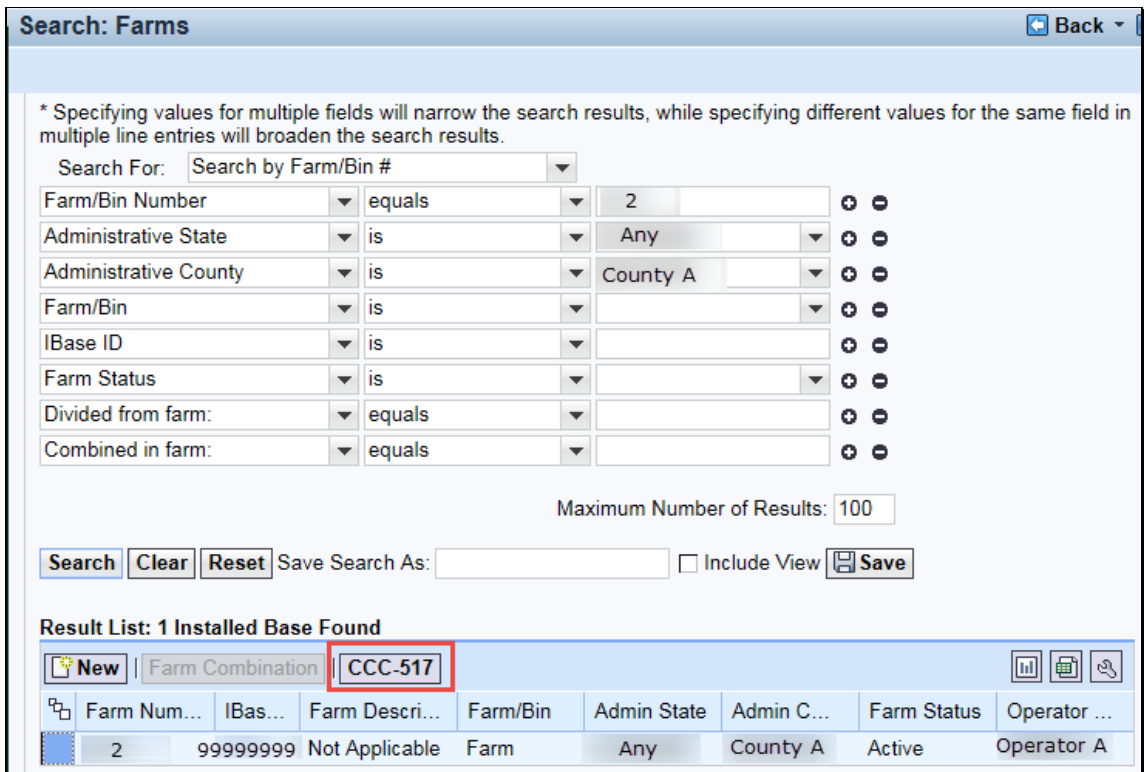 Search: Farms Back
* Specifying values for multiple fields will narrow the search results, while specifying different values for the same field in
multiple line entries will broaden the search results.
Search For: Search by Farm/Bin #
Farm/Bin Number equals 2
Administrative State is Any
Administrative County is County A
Farm/Bin is
IBase ID is
Farm Status is
Divided from farm: equals
Combined in farm: equals
Maximum Number of Results: 100
Search Clear Reset Save Search As: Include View Save
Result List: 1 Installed Base Found
New | Farm Combination | CCC-517
Farm Num... IBas... Farm Descri... Farm/Bin Admin State Admin C... Farm Status Operator ...
2 99999999 Not Applicable Farm Any County A Active Operator A